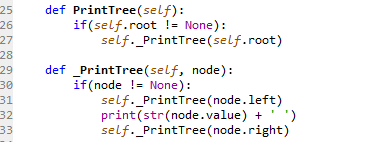 25 def PrintTree(self):
26     if(self.root != None):
27         self._PrintTree(self.root)
28
29 def _PrintTree(self, node):
30     if(node != None):
31         self._PrintTree(node.left)
32         print(str(node.value) + ' ')
33         self._PrintTree(node.right)